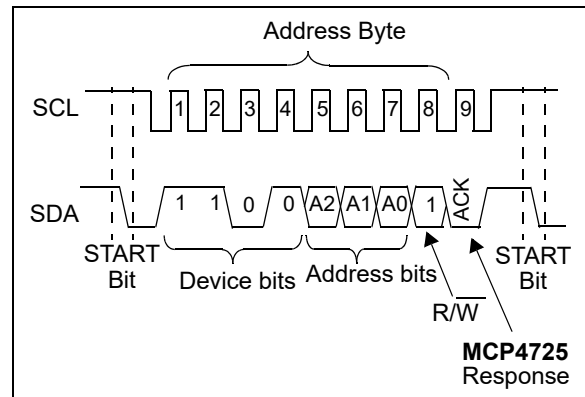 Address Byte
SCL 1 2 3 4 5 6 7 8 9
SDA 1 1 0 0 A2 A1 A0 1 ACK
START Bit
Device bits
Address bits
START Bit
R/W̅
MCP4725
Response